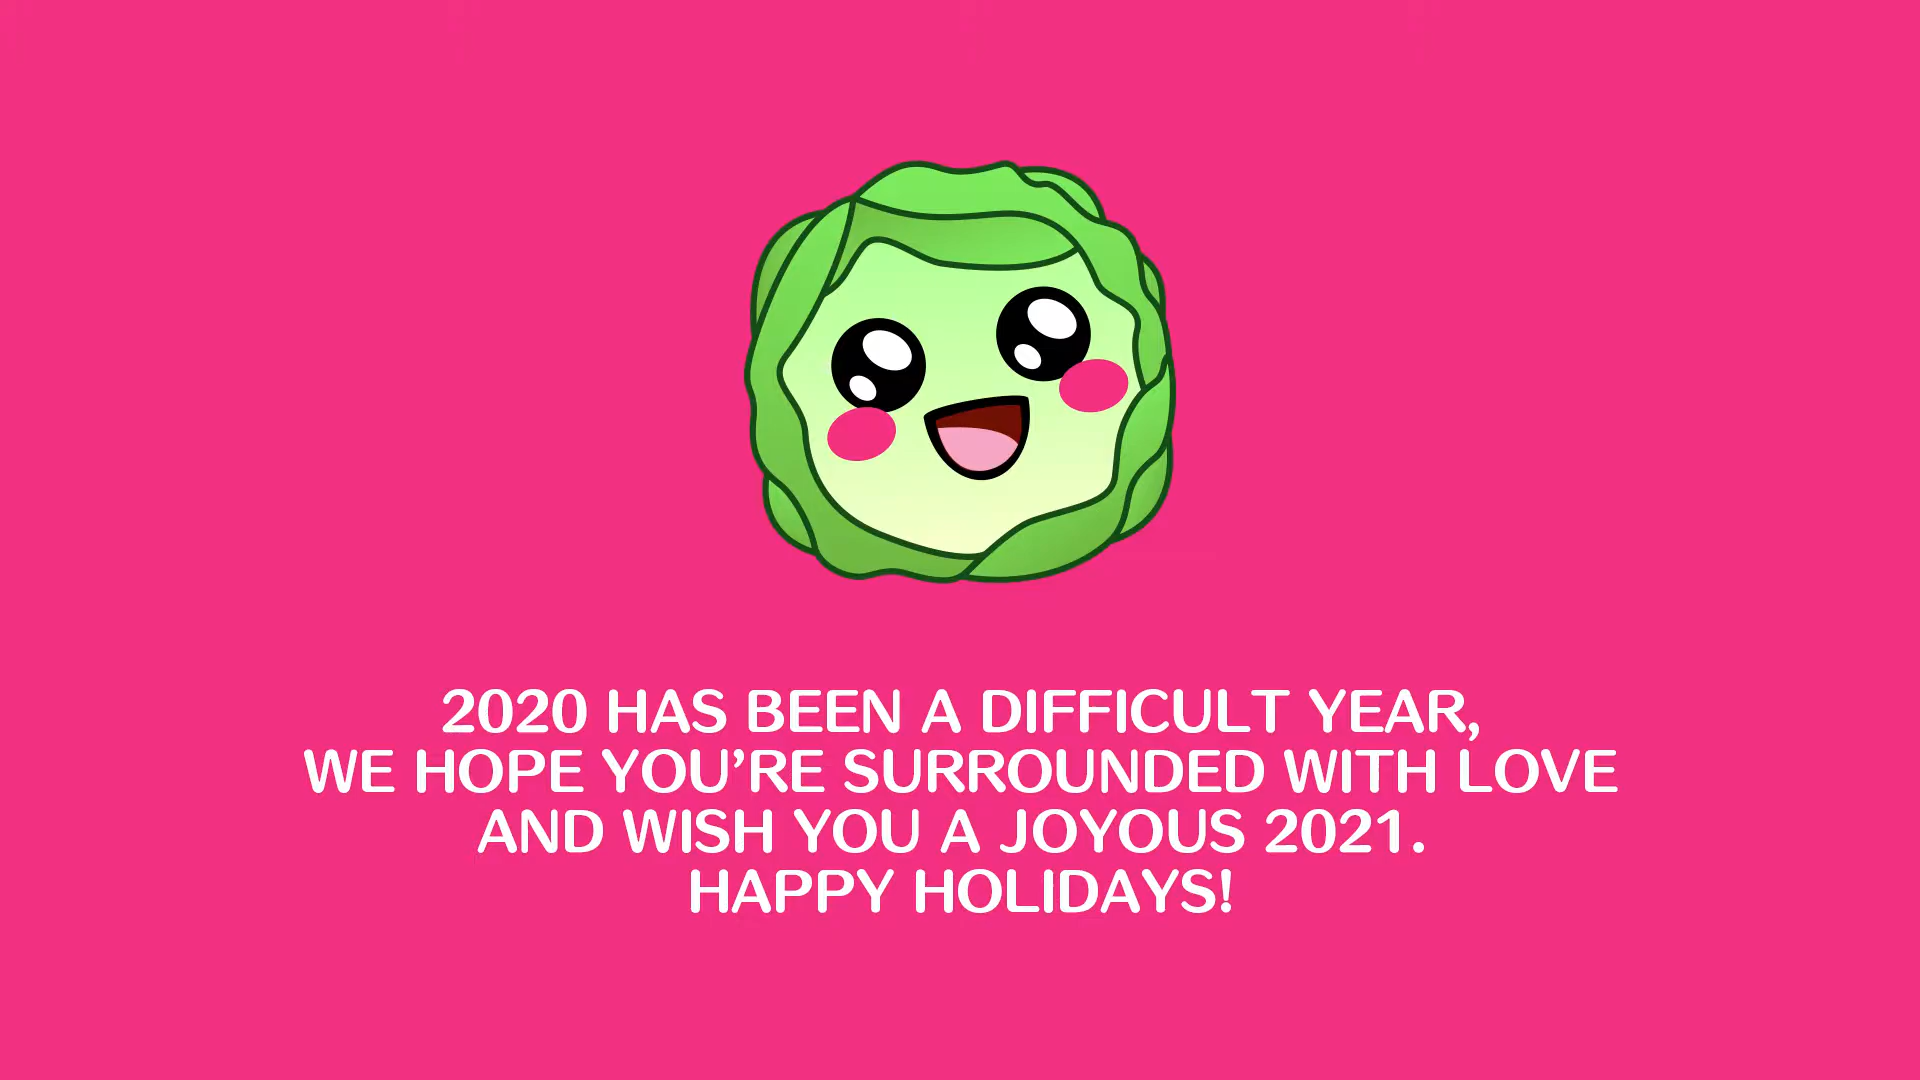 2020 HAS BEEN A DIFFICULT YEAR,
WE HOPE YOU’RE SURROUNDED WITH LOVE
AND WISH YOU A JOYOUS 2021.
HAPPY HOLIDAYS!